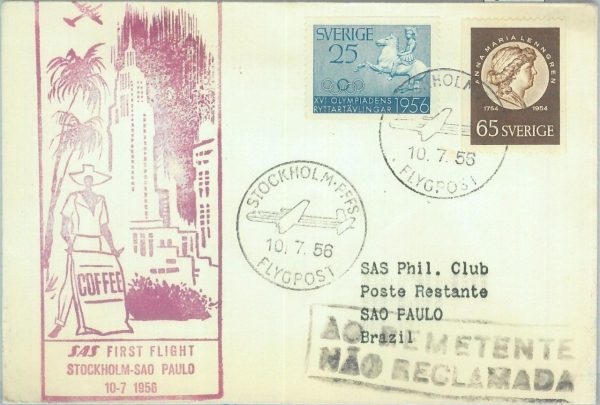 COFFEE
SAS FIRST FLIGHT
STOCKHOLM-SAO PAULO
10-7 1956
SVERIGE
25
XVI OLYMPIADENS
RYTTARTÄVLINGAR 1956
ANNA MARIA LENNGREN
1754 1954
65 SVERIGE
10. 7. 56
FLYGPOST
STOCKHOLM
10. 7. 56
FLYGPOST
SAS Phil. Club
Poste Restante
SAO PAULO
Brazil
AO REMETENTE
NÃO RECLAMADA